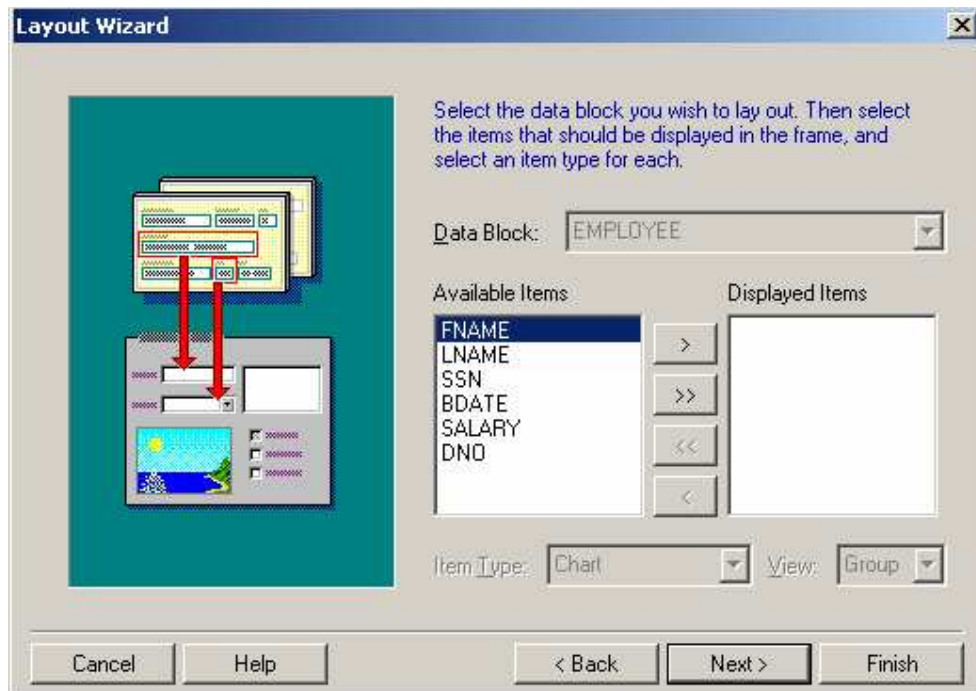 Layout Wizard
Select the data block you wish to lay out. Then select
the items that should be displayed in the frame, and
select an item type for each.
Data Block: EMPLOYEE
Available Items Displayed Items
FNAME
LNAME
SSN
BDATE
SALARY
DNO
>
>>
<<
<
Item Type: Chart View: Group
Cancel Help < Back Next > Finish